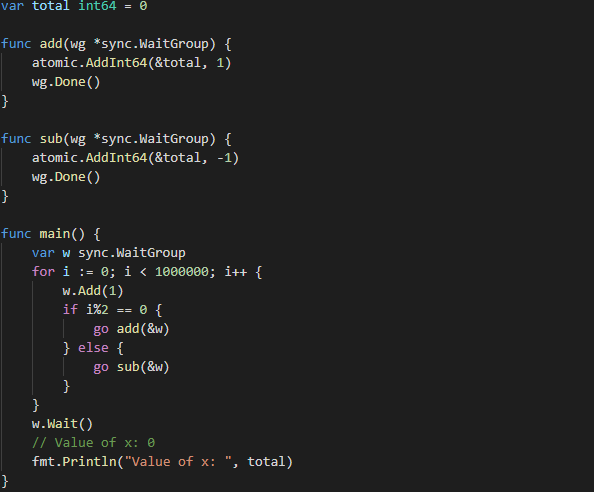 var total int64 = 0
func add(wg *sync.WaitGroup) {
atomic.AddInt64(&total, 1)
wg.Done()
}
func sub(wg *sync.WaitGroup) {
atomic.AddInt64(&total, -1)
wg.Done()
}
func main() {
var w sync.WaitGroup
for i := 0; i < 1000000; i++ {
w.Add(1)
if i%2 == 0 {
go add(&w)
} else {
go sub(&w)
}
}
w.Wait()
// Value of x: 0
fmt.Println("Value of x: ", total)
}